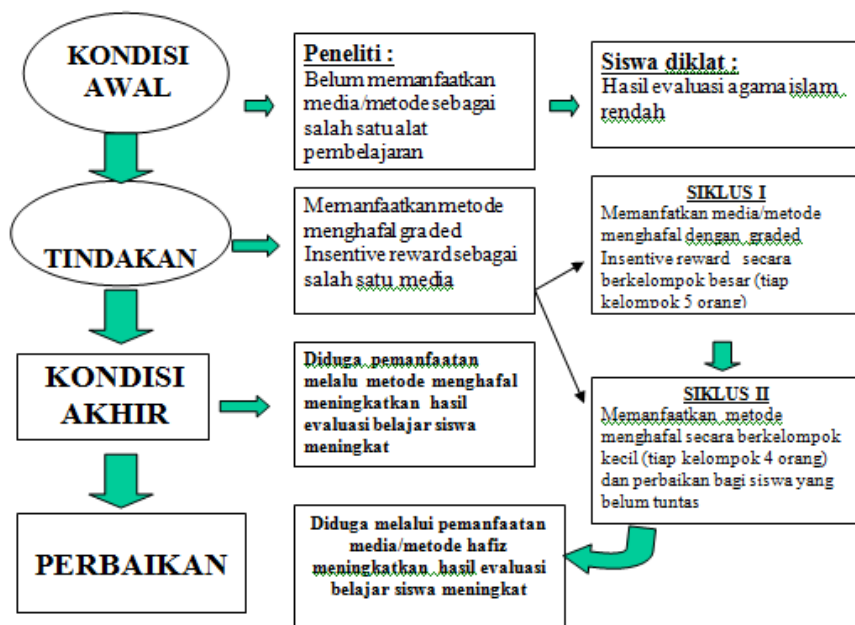 KONDISI
AWAL
Peneliti :
Belum memanfaatkan
media/metode sebagai
salah satu alat
pembelajaran
Siswa diklat :
Hasil evaluasi agama islam
rendah
TINDAKAN
Memanfaatkan metode
menghafal graded
Insentive reward sebagai
salah satu media
SIKLUS I
Memanfatkan media/metode
menghafal dengan graded
Insentive reward secara
berkelompok besar (tiap
kelompok 5 orang)
KONDISI
AKHIR
Diduga pemanfaatan
melalu metode menghafal
meningkatkan hasil
evaluasi belajar siswa
meningkat
SIKLUS II
Memanfaatkan metode
menghafal secara berkelompok
kecil (tiap kelompok 4 orang)
dan perbaikan bagi siswa yang
belum tuntas
PERBAIKAN
Diduga melalui pemanfaatan
media/metode hafiz
meningkatkan hasil evaluasi
belajar siswa meningkat